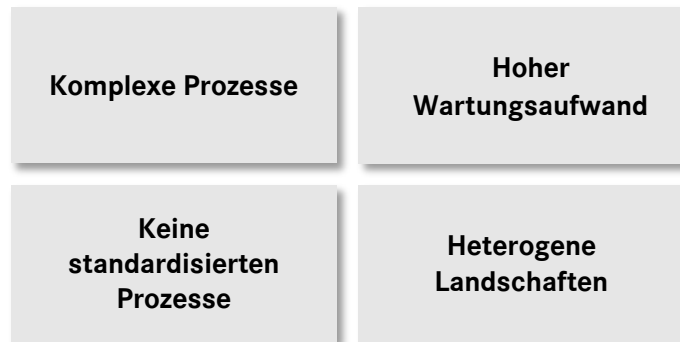 Komplexe Prozesse
Hoher
Wartungsaufwand
Keine
standardisierten
Prozesse
Heterogene
Landschaften